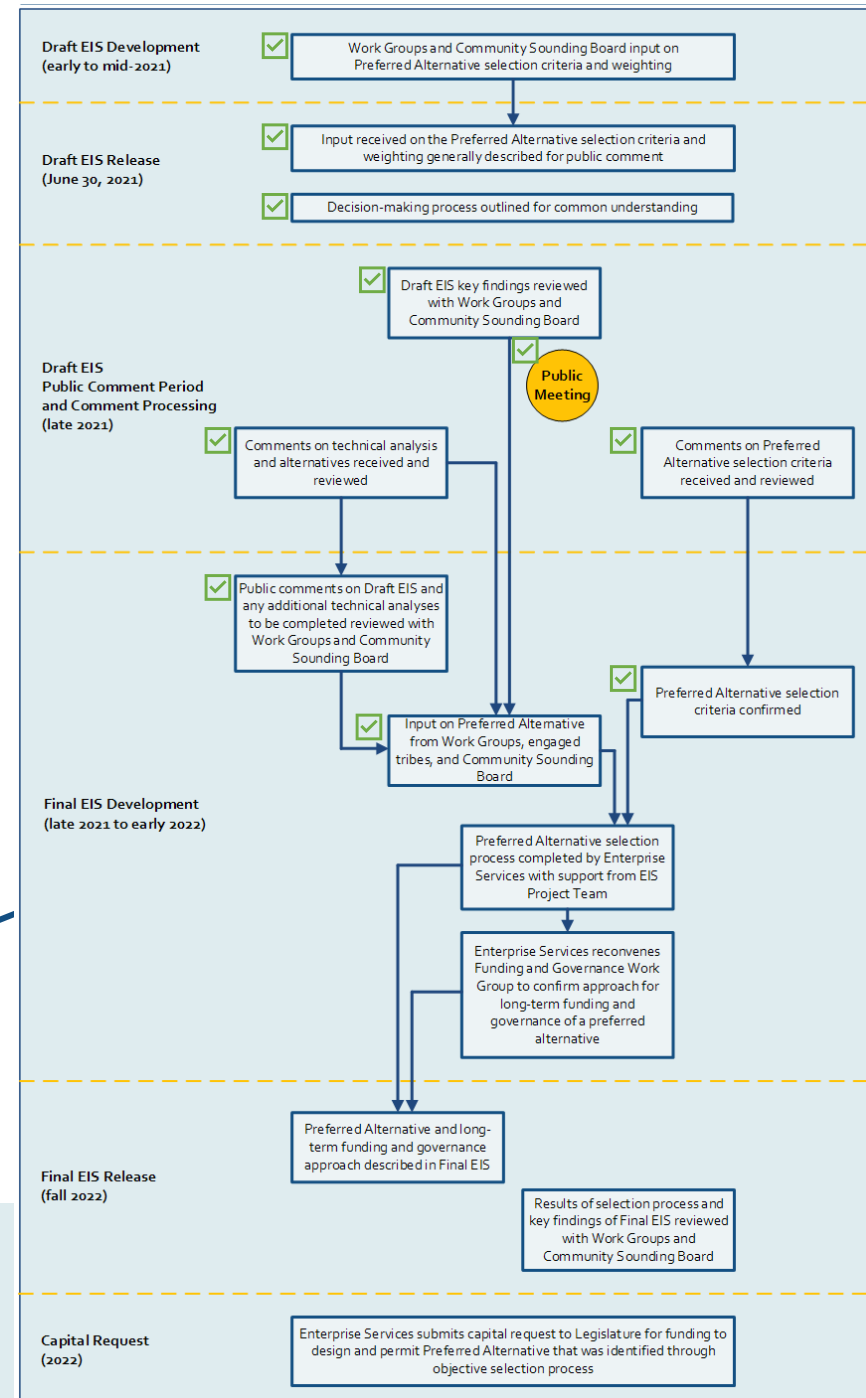 Draft EIS Development
(early to mid-2021)
Work Groups and Community Sounding Board input on
Preferred Alternative selection criteria and weighting
Draft EIS Release
(June 30, 2021)
Input received on the Preferred Alternative selection criteria and
weighting generally described for public comment
Decision-making process outlined for common understanding
Draft EIS
Public Comment Period
and Comment Processing
(late 2021)
Draft EIS key findings reviewed
with Work Groups and
Community Sounding Board
Public
Meeting
Comments on technical analysis
and alternatives received and
reviewed
Comments on Preferred
Alternative selection criteria
received and reviewed
Final EIS Development
(late 2021 to early 2022)
Public comments on Draft EIS and
any additional technical analyses
to be completed reviewed with
Work Groups and Community
Sounding Board
Preferred Alternative selection
criteria confirmed
Input on Preferred Alternative
from Work Groups, engaged
tribes, and Community Sounding
Board
Preferred Alternative selection
process completed by Enterprise
Services with support from EIS
Project Team
Enterprise Services reconvenes
Funding and Governance Work
Group to confirm approach for
long-term funding and
governance of a preferred
alternative
Final EIS Release
(fall 2022)
Preferred Alternative and long-
term funding and governance
approach described in Final EIS
Results of selection process and
key findings of Final EIS reviewed
with Work Groups and
Community Sounding Board
Capital Request
(2022)
Enterprise Services submits capital request to Legislature for funding to
design and permit Preferred Alternative that was identified through
objective selection process